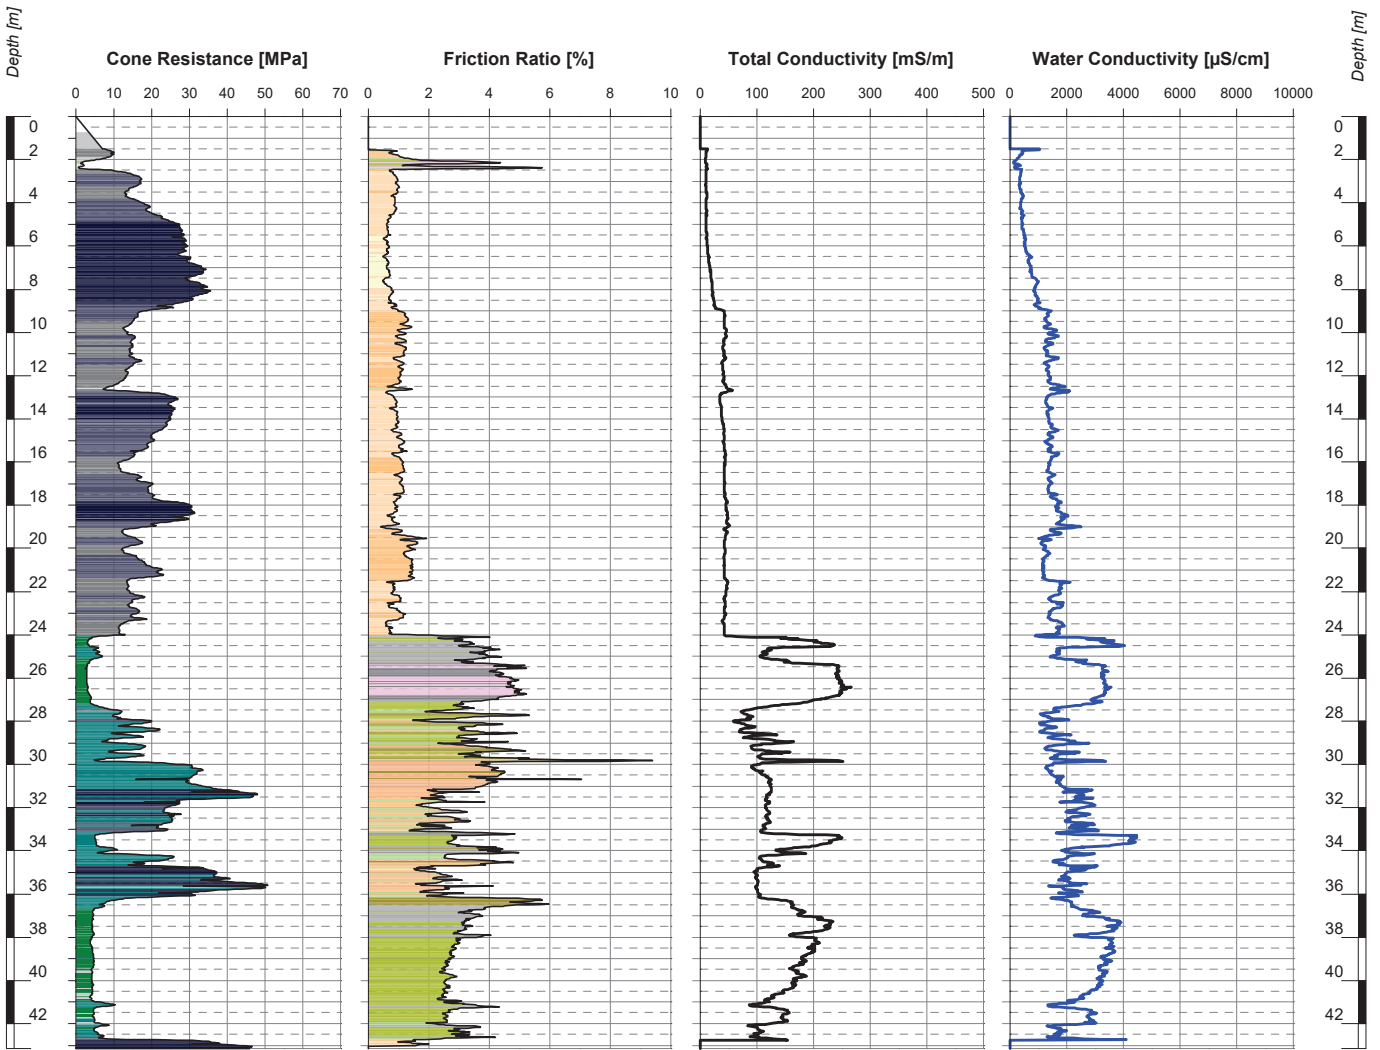 Depth [m]
Depth [m]
Cone Resistance [MPa]
Friction Ratio [%]
Total Conductivity [mS/m]
Water Conductivity [µS/cm]
0 10 20 30 40 50 60 70
0 2 4 6 8 10
0 100 200 300 400 500
0 2000 4000 6000 8000 10000
0 0
2 2
4 4
6 6
8 8
10 10
12 12
14 14
16 16
18 18
20 20
22 22
24 24
26 26
28 28
30 30
32 32
34 34
36 36
38 38
40 40
42 42